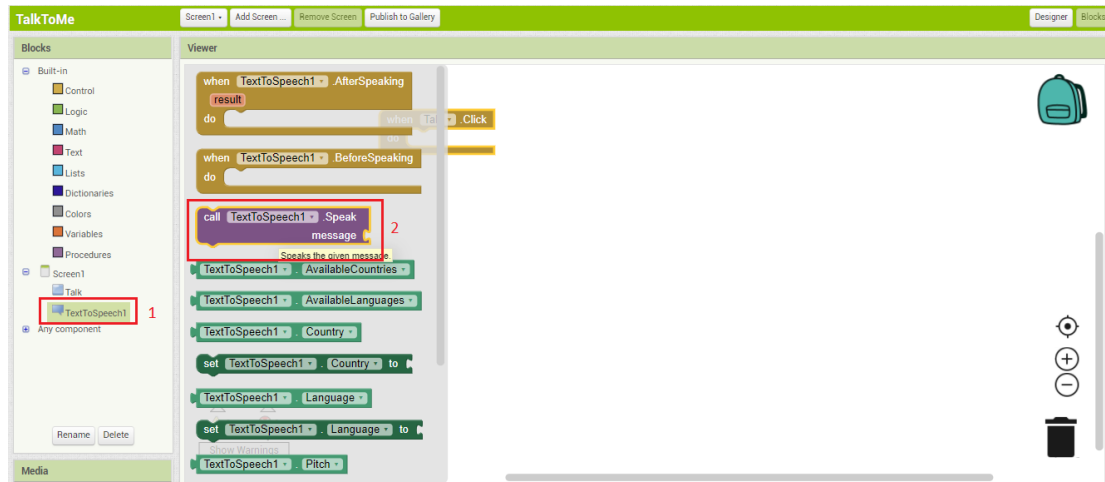 TalkToMe
Screen1
Add Screen ...
Remove Screen
Publish to Gallery
Designer
Blocks
Blocks
Viewer
Built-in
Control
Logic
Math
Text
Lists
Dictionaries
Colors
Variables
Procedures
Screen1
Talk
TextToSpeech1
1
Any component
Rename
Delete
Media
when TextToSpeech1 .AfterSpeaking
result
do
when Talk .Click
do
when TextToSpeech1 .BeforeSpeaking
do
call TextToSpeech1 .Speak
message
2
Speaks the given message.
TextToSpeech1 . AvailableCountries
TextToSpeech1 . AvailableLanguages
TextToSpeech1 . Country
set TextToSpeech1 . Country to
TextToSpeech1 . Language
set TextToSpeech1 . Language to
Show Warnings
TextToSpeech1 . Pitch